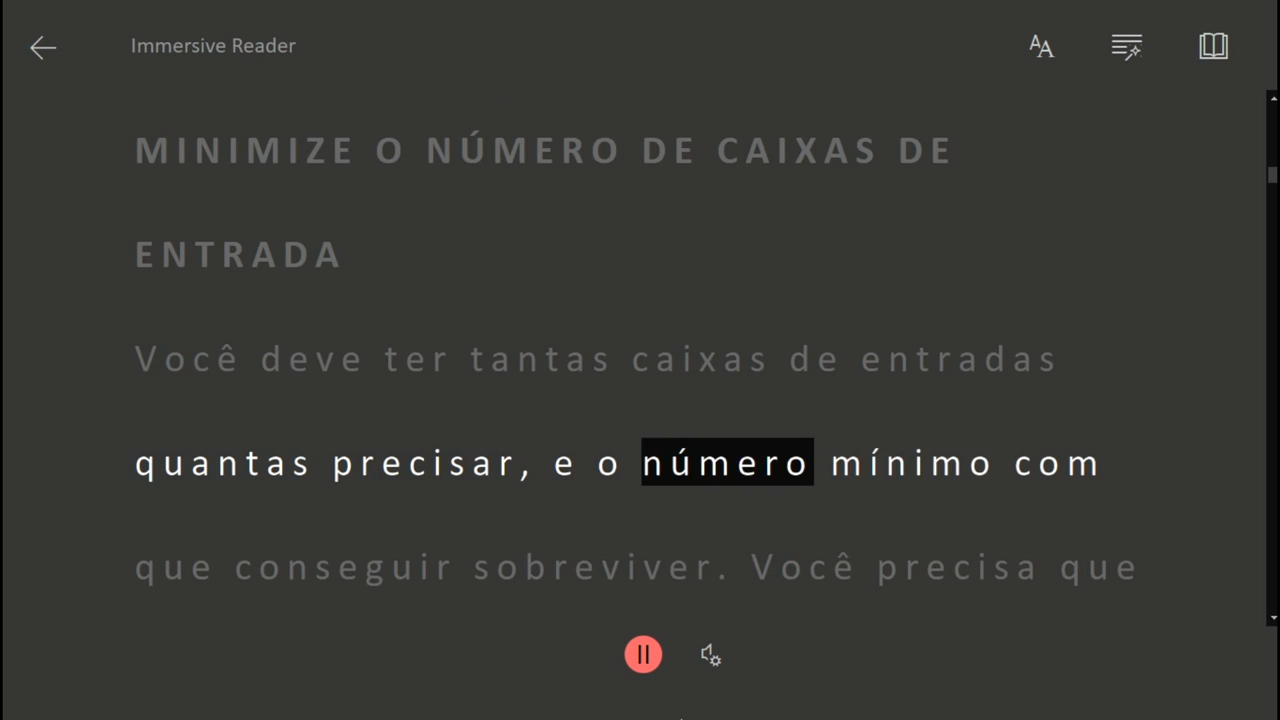 Immersive Reader
MINIMIZE O NÚMERO DE CAIXAS DE
ENTRADA
Você deve ter tantas caixas de entradas
quantas precisar, e o número mínimo com
que conseguir sobreviver. Você precisa que